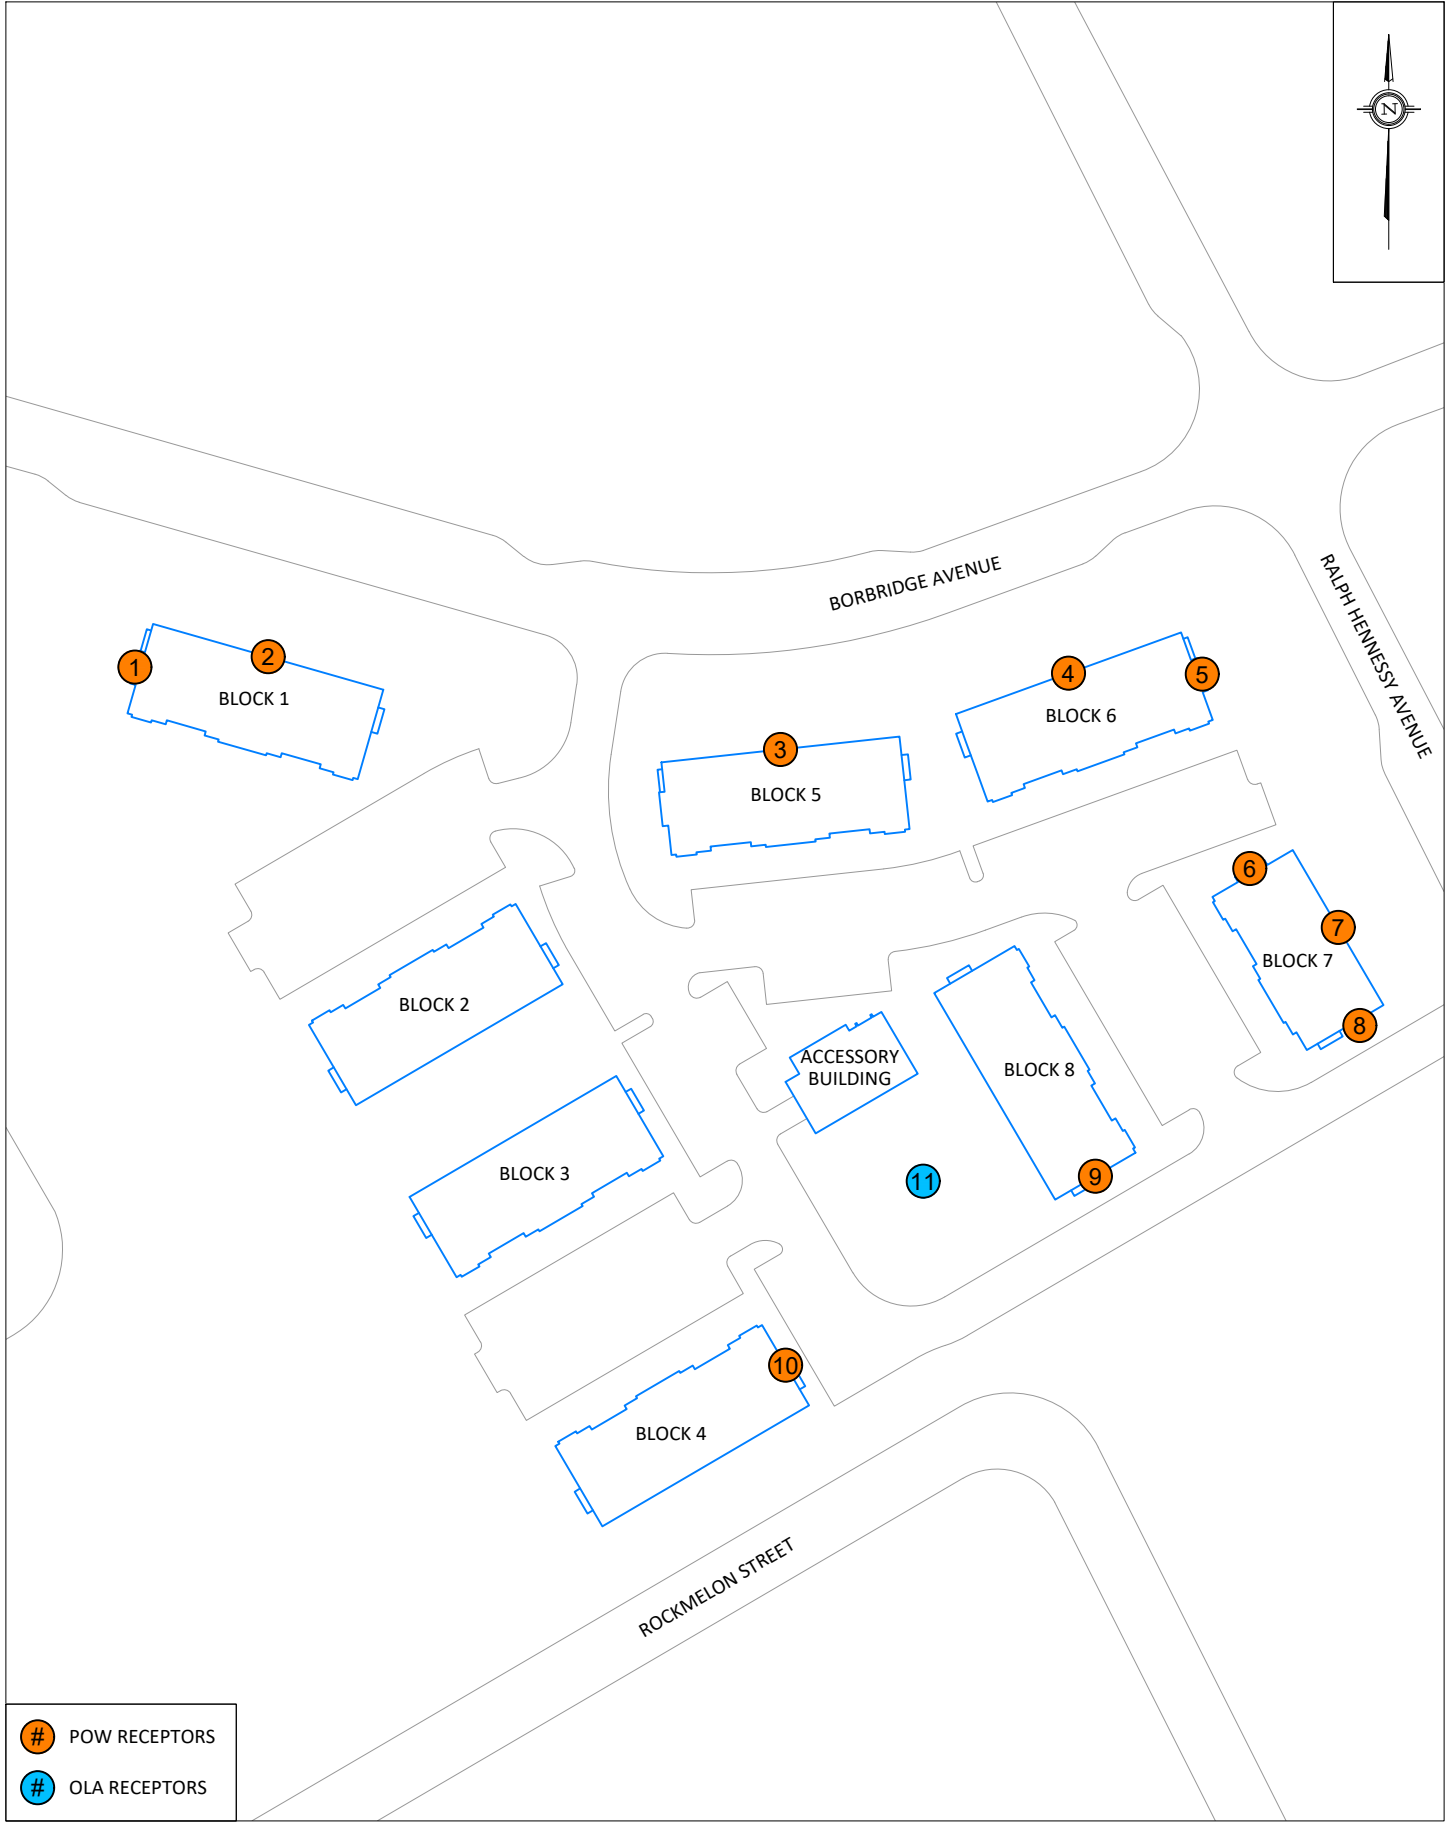 N
BORBRIDGE AVENUE
RALPH HENNESSY AVENUE
1
2
BLOCK 1
3
BLOCK 5
4
5
BLOCK 6
6
7
BLOCK 7
8
BLOCK 2
ACCESSORY
BUILDING
BLOCK 8
9
11
BLOCK 3
10
BLOCK 4
ROCKMELON STREET
# POW RECEPTORS
# OLA RECEPTORS